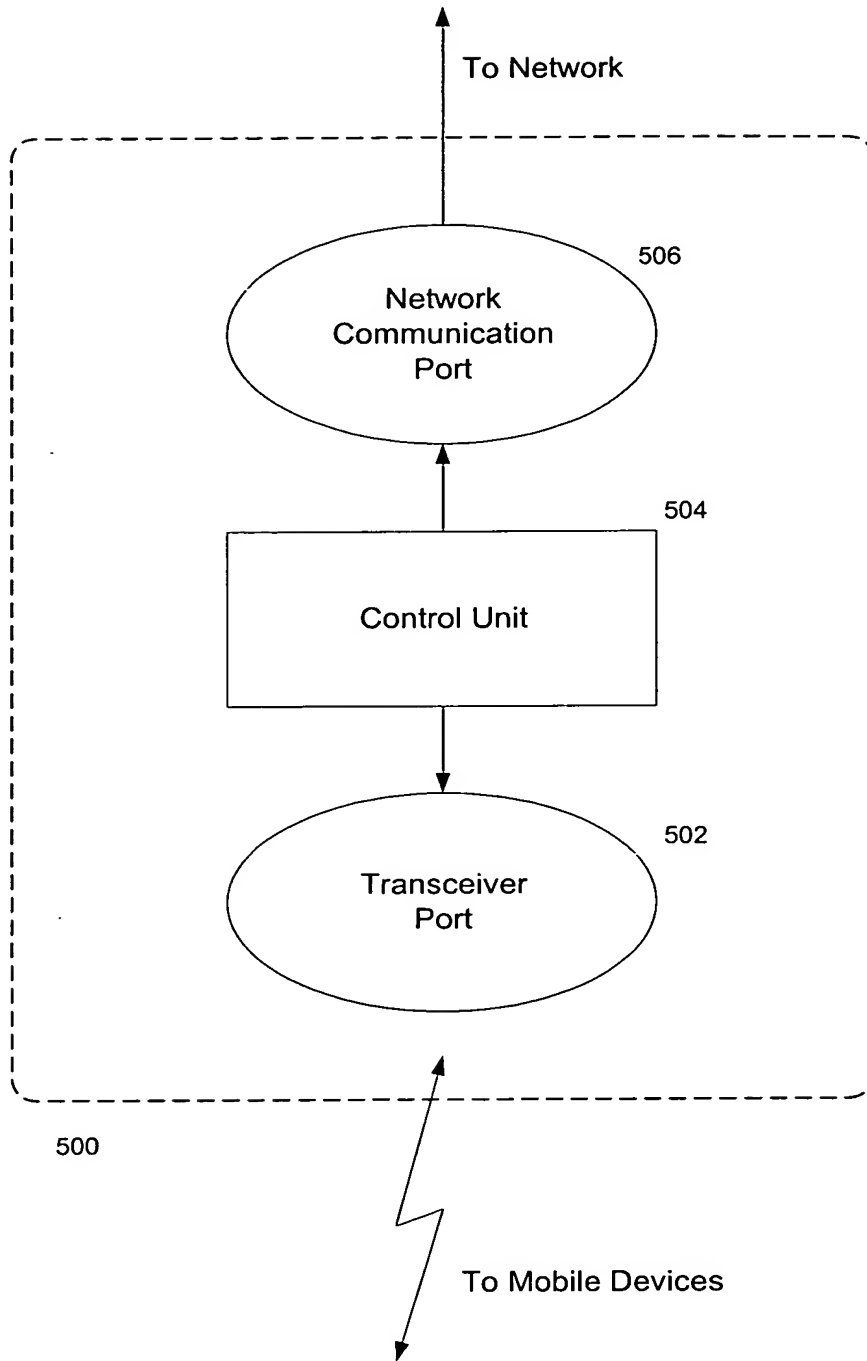 To Network
506
Network
Communication
Port
504
Control Unit
502
Transceiver
Port
500
To Mobile Devices